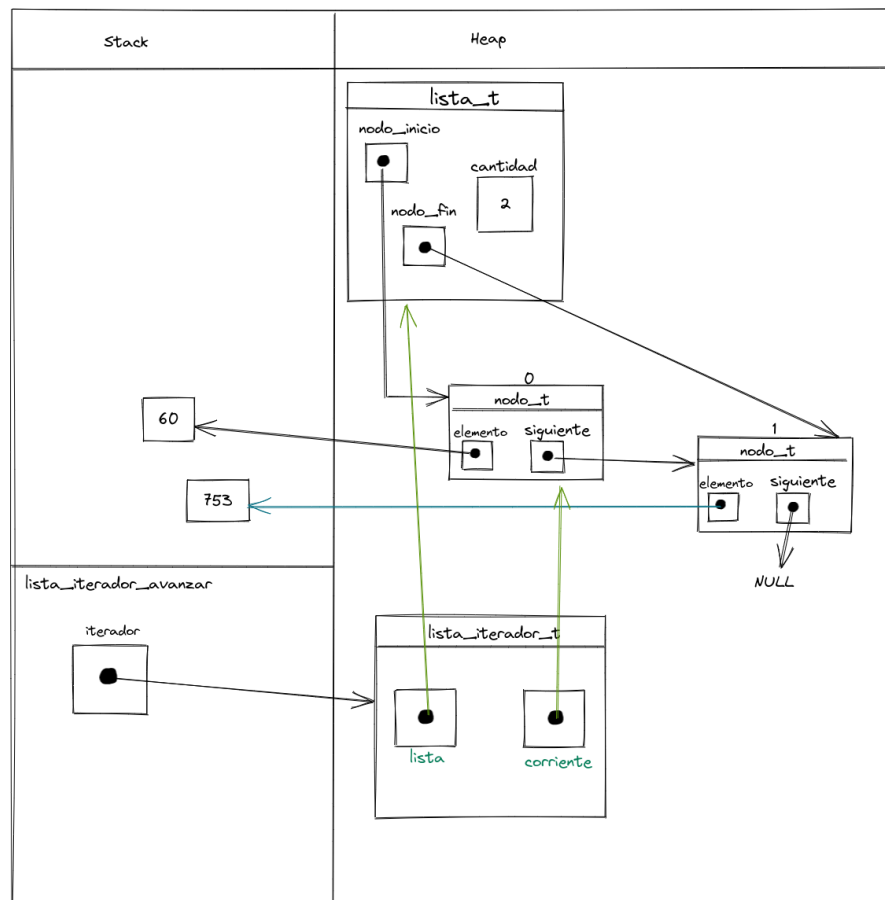 Stack
Heap
lista_t
nodo_inicio
cantidad
2
nodo_fin
0
nodo_t
elemento
siguiente
60
1
nodo_t
elemento
siguiente
753
NULL
lista_iterador_avanzar
iterador
lista_iterador_t
lista
corriente